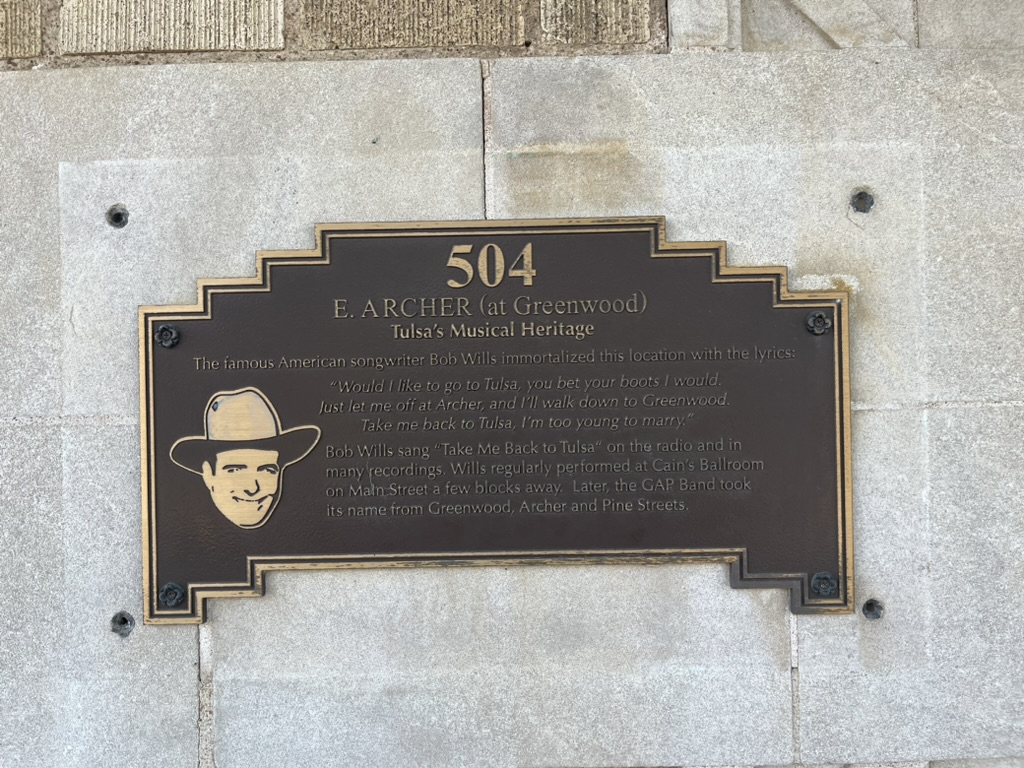 504
E. ARCHER (at Greenwood)
Tulsa's Musical Heritage
The famous American songwriter Bob Wills immortalized this location with the lyrics:
"Would I like to go to Tulsa, you bet your boots I would.
Just let me off at Archer, and I'll walk down to Greenwood.
Take me back to Tulsa, I'm too young to marry."
Bob Wills sang "Take Me Back to Tulsa" on the radio and in
many recordings. Wills regularly performed at Cain's Ballroom
on Main Street a few blocks away. Later, the GAP Band took
its name from Greenwood, Archer and Pine Streets.